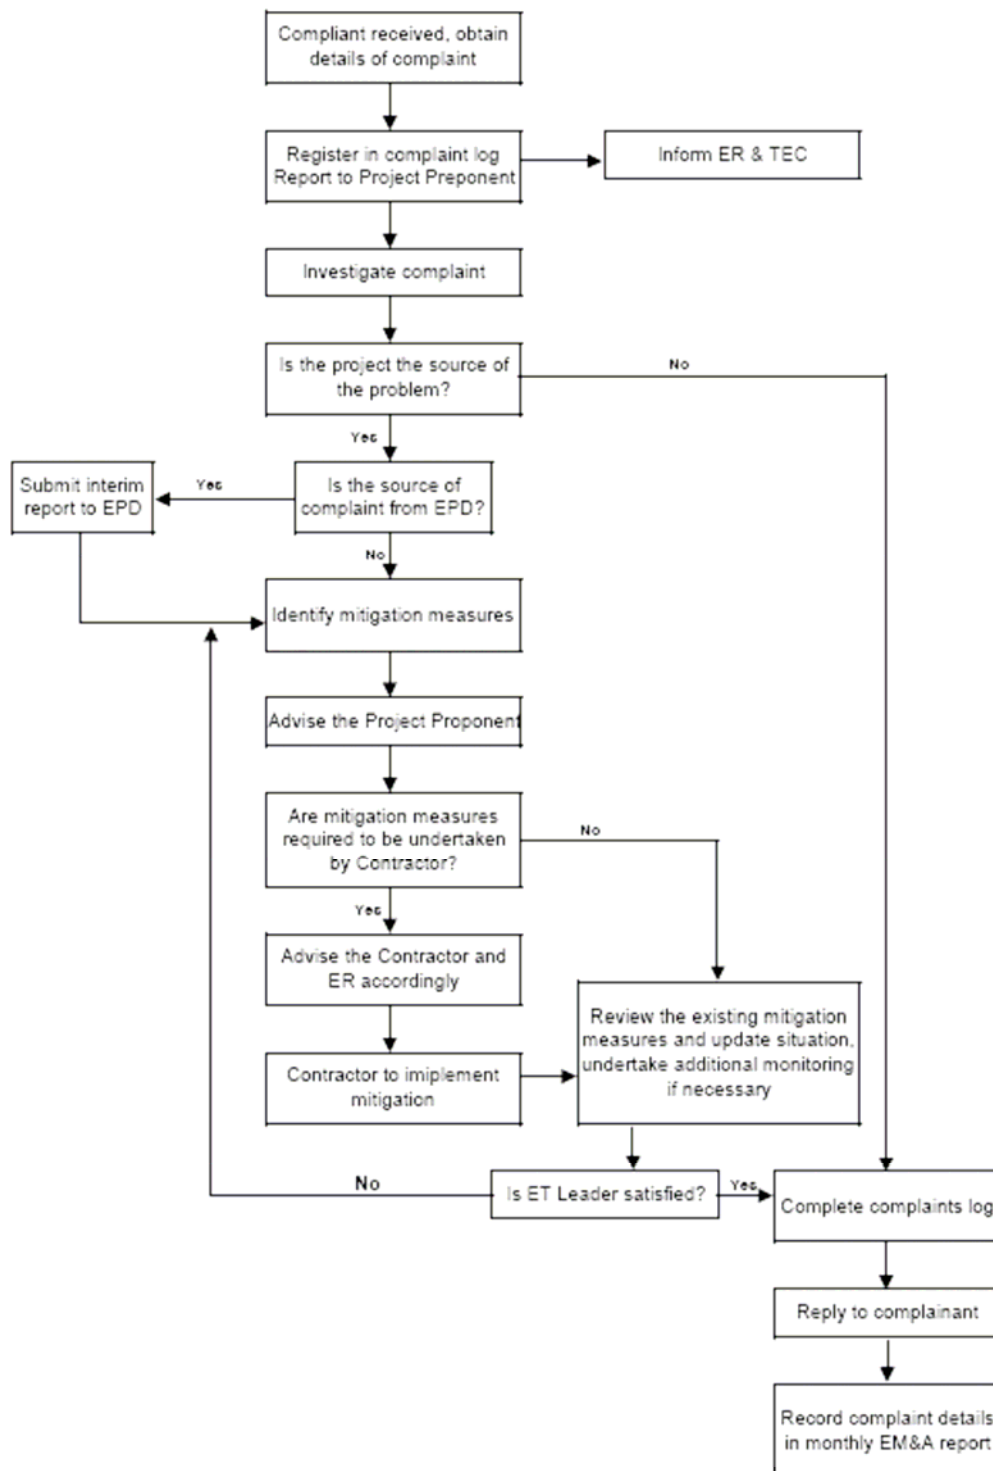 Compliant received, obtain
details of complaint
Register in complaint log
Report to Project Preponent
Inform ER & TEC
Investigate complaint
Is the project the source of
the problem?
No
Yes
Submit interim
report to EPD
Yes
Is the source of
complaint from EPD?
No
Identify mitigation measures
Advise the Project Proponent
Are mitigation measures
required to be undertaken
by Contractor?
No
Yes
Advise the Contractor and
ER accordingly
Review the existing mitigation
measures and update situation,
undertake additional monitoring
if necessary
Contractor to imiplement
mitigation
No
Is ET Leader satisfied?
Yes
Complete complaints log
Reply to complainant
Record complaint details
in monthly EM&A report